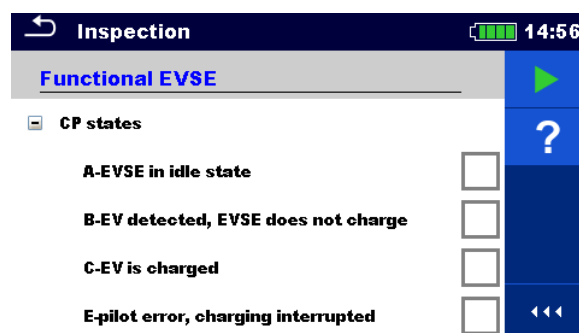 Inspection 14:56
Functional EVSE
CP states
?
A-EVSE in idle state
B-EV detected, EVSE does not charge
C-EV is charged
E-pilot error, charging interrupted